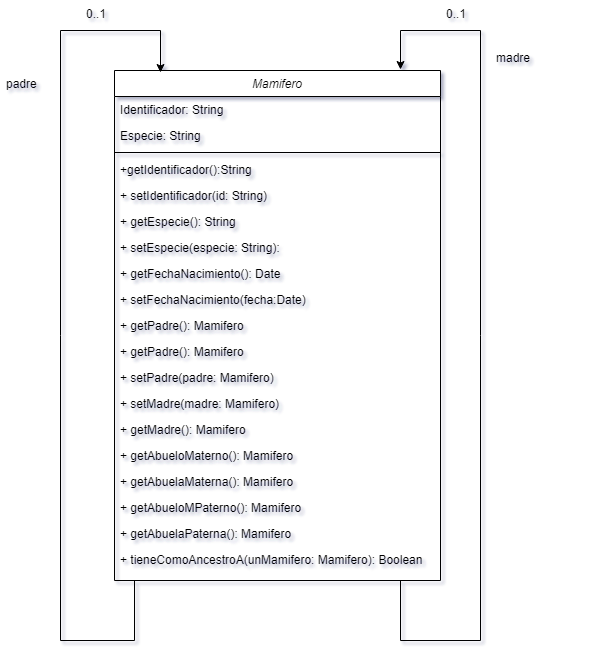 0..1
0..1
padre
madre
Mamifero
Identificador: String
Especie: String
+getIdentificador():String
+ setIdentificador(id: String)
+ getEspecie(): String
+ setEspecie(especie: String):
+ getFechaNacimiento(): Date
+ setFechaNacimiento(fecha:Date)
+ getPadre(): Mamifero
+ getPadre(): Mamifero
+ setPadre(padre: Mamifero)
+ setMadre(madre: Mamifero)
+ getMadre(): Mamifero
+ getAbueloMaterno(): Mamifero
+ getAbuelaMaterna(): Mamifero
+ getAbueloMPaterno(): Mamifero
+ getAbuelaPaterna(): Mamifero
+ tieneComoAncestroA(unMamifero: Mamifero): Boolean